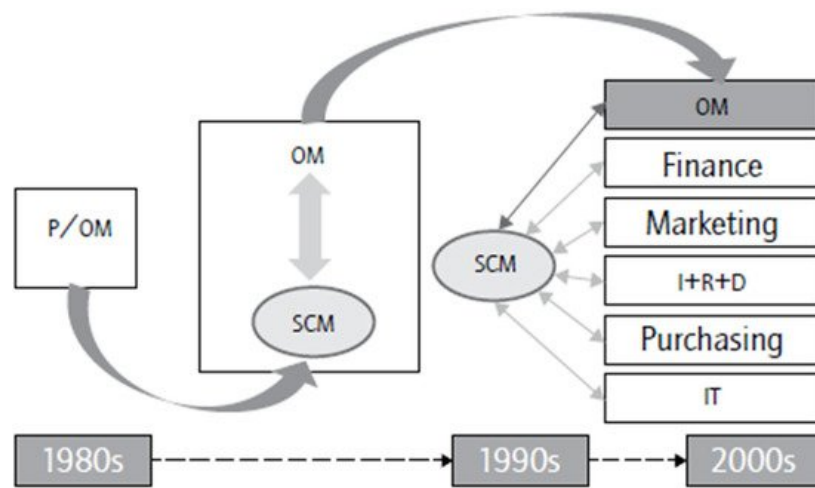 P/OM
OM
SCM
SCM
OM
Finance
Marketing
I+R+D
Purchasing
IT
1980s
1990s
2000s